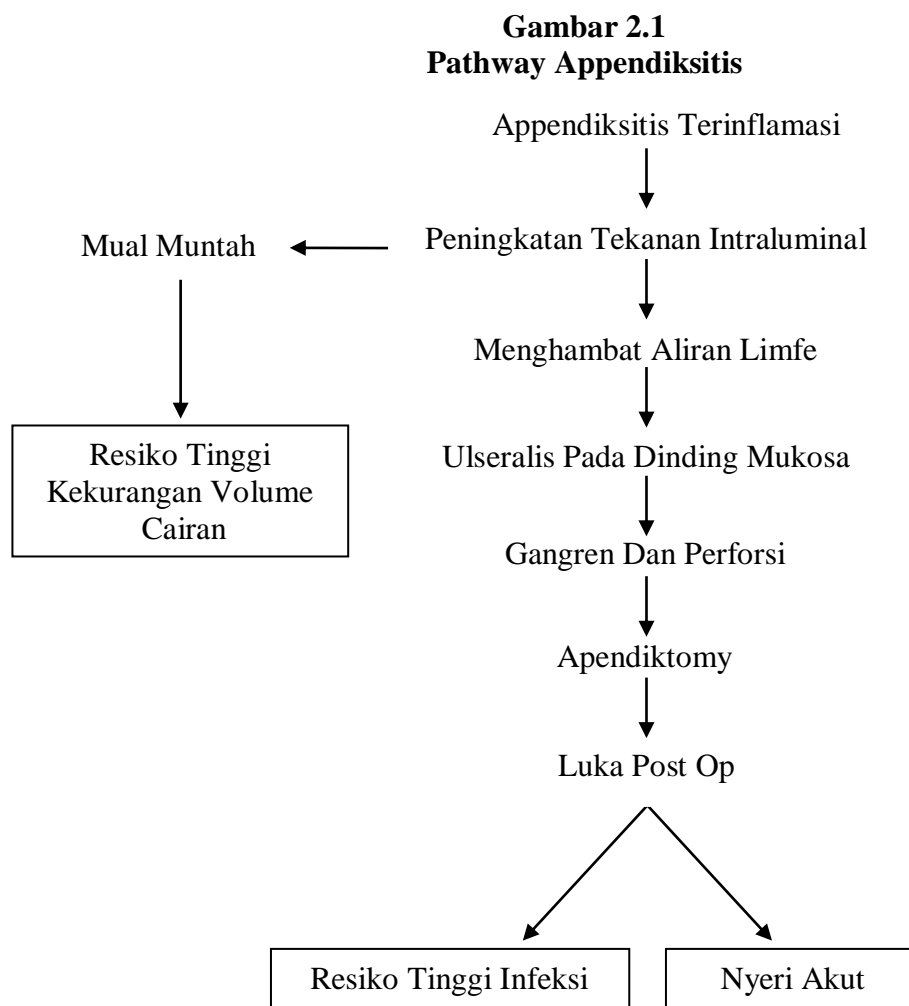 Gambar 2.1
Pathway Appendiksitis
Appendiksitis Terinflamasi
Mual Muntah
Peningkatan Tekanan Intraluminal
Menghambat Aliran Limfe
Resiko Tinggi
Kekurangan Volume
Cairan
Ulseralis Pada Dinding Mukosa
Gangren Dan Perforsi
Apendiktomy
Luka Post Op
Resiko Tinggi Infeksi
Nyeri Akut